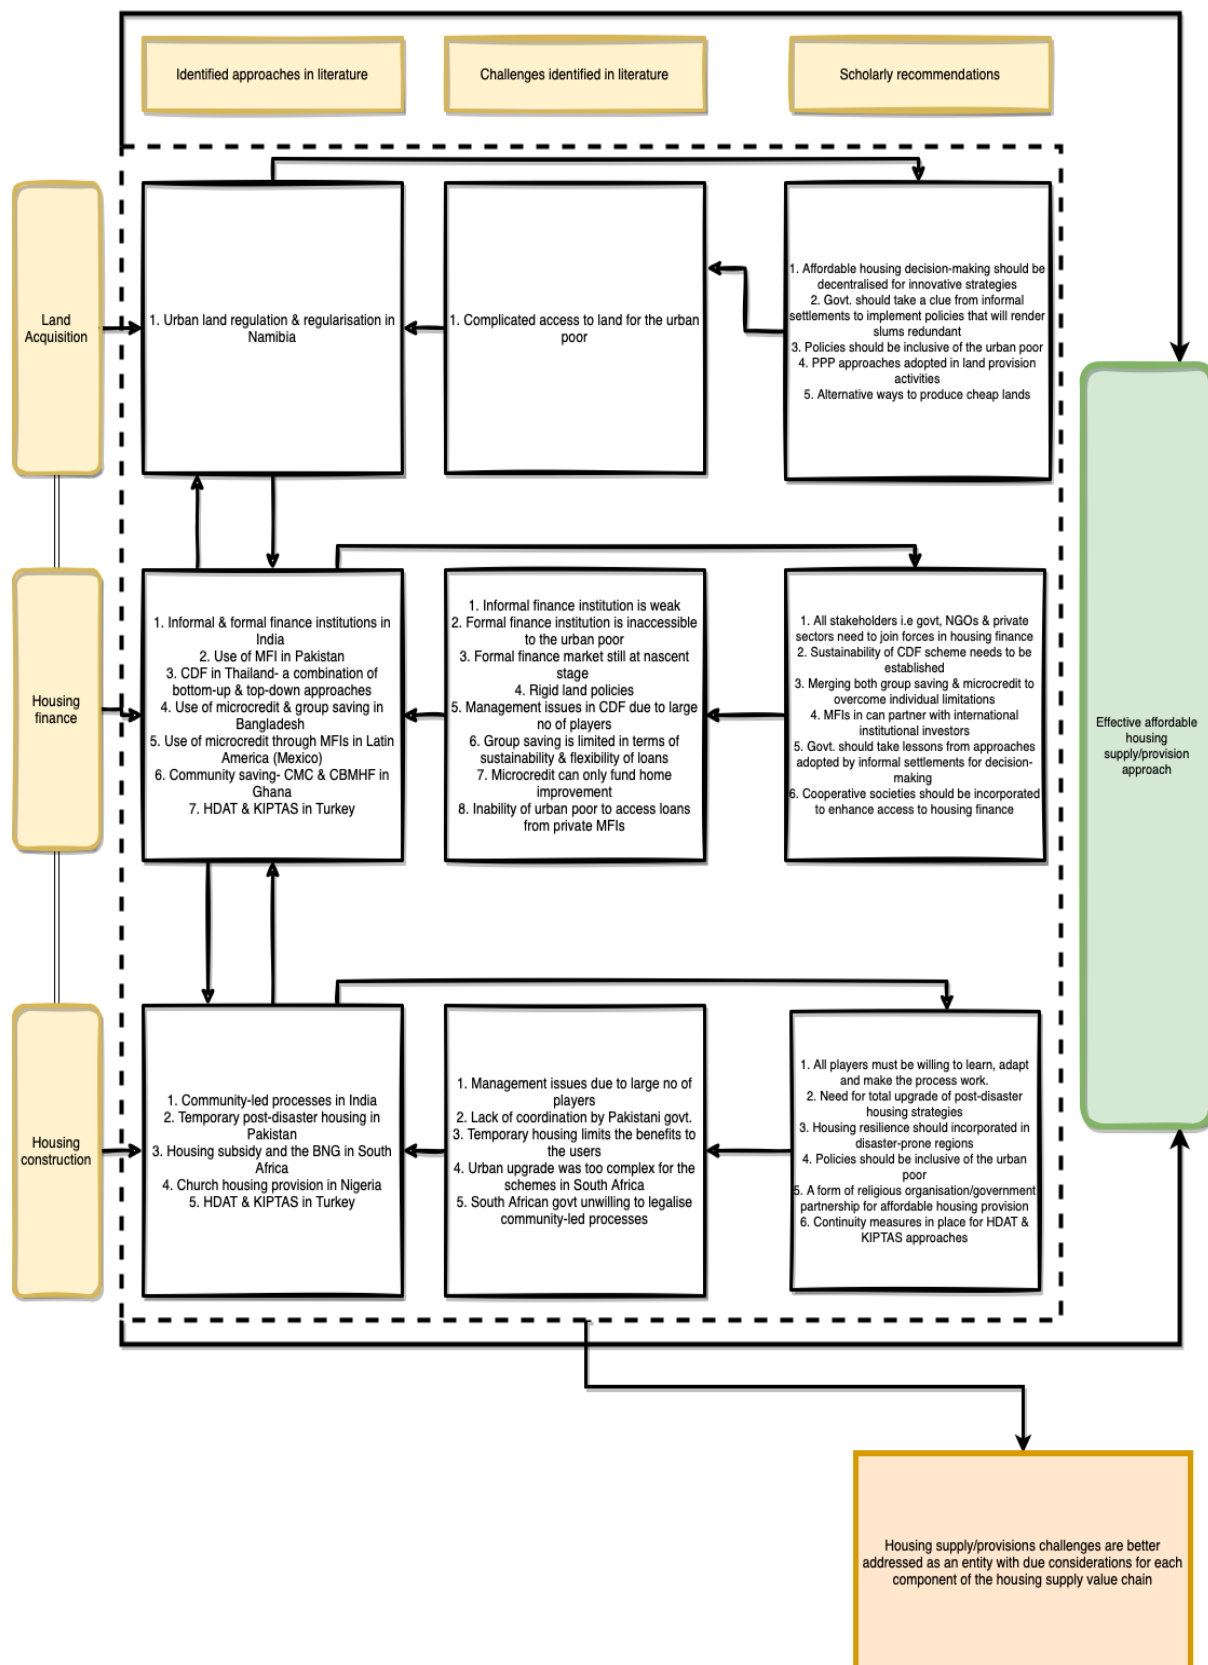 Identified approaches in literature
Challenges identified in literature
Scholarly recommendations
Land
Acquisition
1. Urban land regulation & regularisation in
Namibia
1. Complicated access to land for the urban
poor
1. Affordable housing decision-making should be
decentralised for innovative strategies
2. Govt. should take a clue from informal
settlements to implement policies that will render
slums redundant
3. Policies should be inclusive of the urban poor
4. PPP approaches adopted in land provision
activities
5. Alternative ways to produce cheap lands
Housing
finance
1. Informal & formal finance institutions in
India
2. Use of MFI in Pakistan
3. CDF in Thailand- a combination of
bottom-up & top-down approaches
4. Use of microcredit & group saving in
Bangladesh
5. Use of microcredit through MFIs in Latin
America (Mexico)
6. Community saving- CMC & CBMHF in
Ghana
7. HDAT & KIPTAS in Turkey
1. Informal finance institution is weak
2. Formal finance institution is inaccessible
to the urban poor
3. Formal finance market still at nascent
stage
4. Rigid land policies
5. Management issues in CDF due to large
no of players
6. Group saving is limited in terms of
sustainability & flexibility of loans
7. Microcredit can only fund home
improvement
8. Inability of urban poor to access loans
from private MFIs
1. All stakeholders i.e govt, NGOs & private
sectors need to join forces in housing finance
2. Sustainability of CDF scheme needs to be
established
3. Merging both group saving & microcredit to
overcome individual limitations
4. MFIs in can partner with international
institutional investors
5. Govt. should take lessons from approaches
adopted by informal settlements for decision-
making
6. Cooperative societies should be incorporated
to enhance access to housing finance
Effective affordable
housing
supply/provision
approach
Housing
construction
1. Community-led processes in India
2. Temporary post-disaster housing in
Pakistan
3. Housing subsidy and the BNG in South
Africa
4. Church housing provision in Nigeria
5. HDAT & KIPTAS in Turkey
1. Management issues due to large no of
players
2. Lack of coordination by Pakistani govt.
3. Temporary housing limits the benefits to
the users
4. Urban upgrade was too complex for the
schemes in South Africa
5. South African govt unwilling to legalise
community-led processes
1. All players must be willing to learn, adapt
and make the process work.
2. Need for total upgrade of post-disaster
housing strategies
3. Housing resilience should incorporated in
disaster-prone regions
4. Policies should be inclusive of the urban
poor
5. A form of religious organisation/government
partnership for affordable housing provision
6. Continuity measures in place for HDAT &
KIPTAS approaches
Housing supply/provisions challenges are better
addressed as an entity with due considerations for each
component of the housing supply value chain